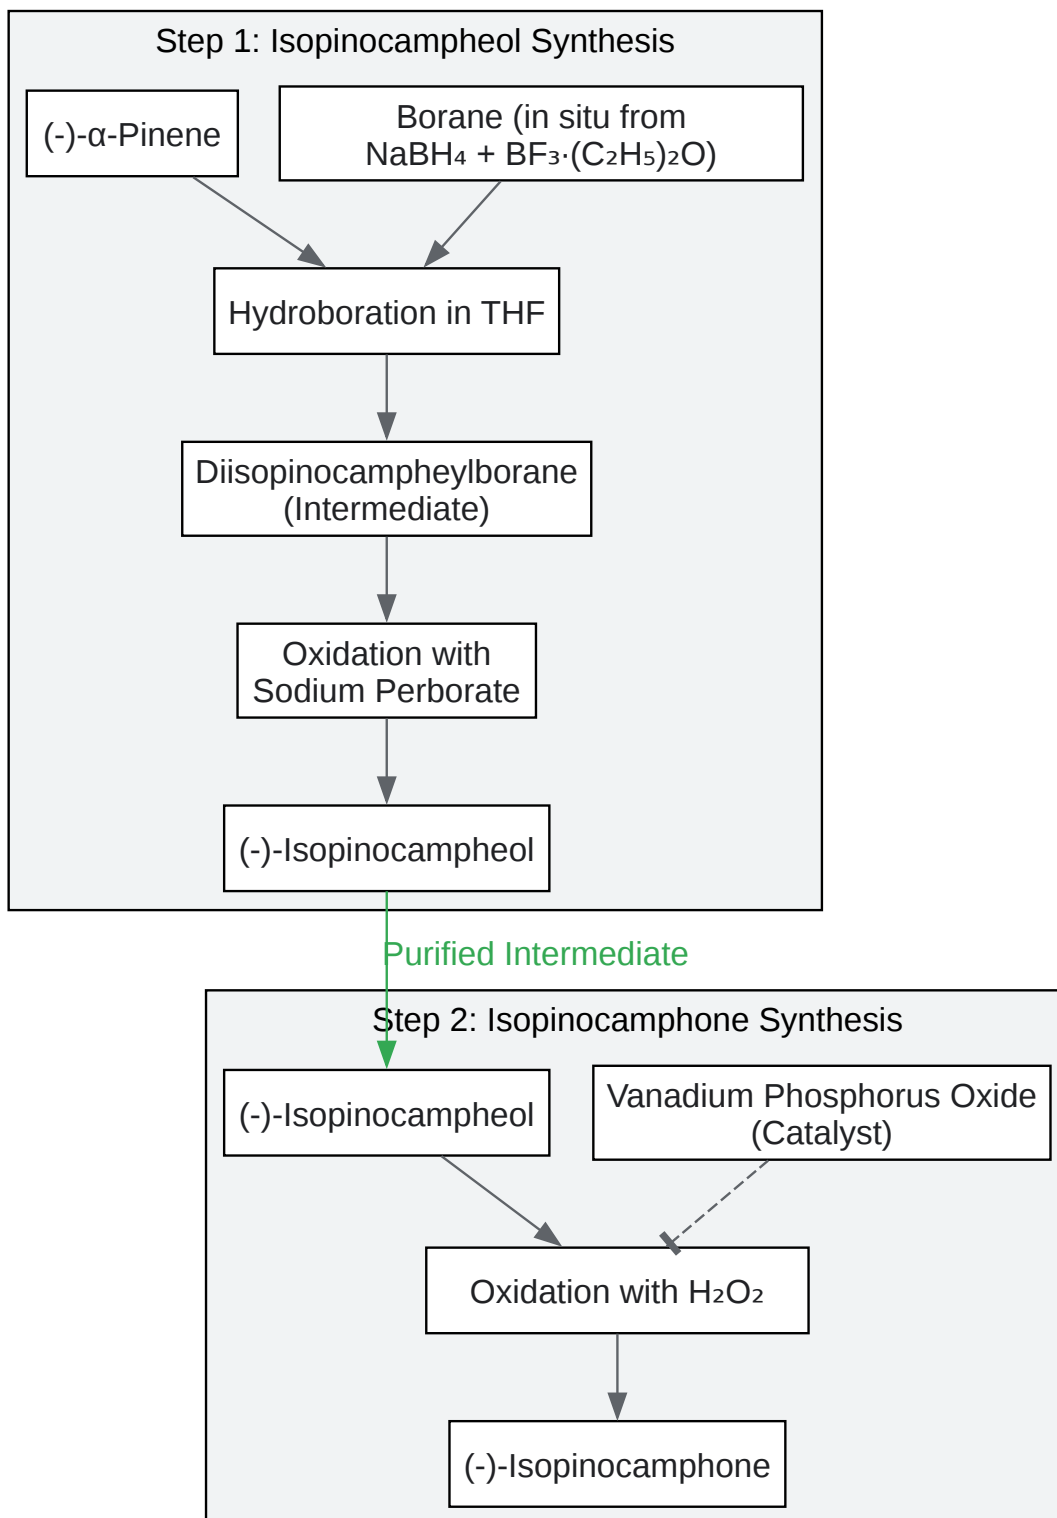 Step 1: Isopinocampheol Synthesis
(-)-α-Pinene
Borane (in situ from
NaBH₄ + BF₃·(C₂H₅)₂O)
Hydroboration in THF
Diisopinocampheylborane
(Intermediate)
Oxidation with
Sodium Perborate
(-)-Isopinocampheol
Purified Intermediate
Step 2: Isopinocamphone Synthesis
(-)-Isopinocampheol
Vanadium Phosphorus Oxide
(Catalyst)
Oxidation with H₂O₂
(-)-Isopinocamphone